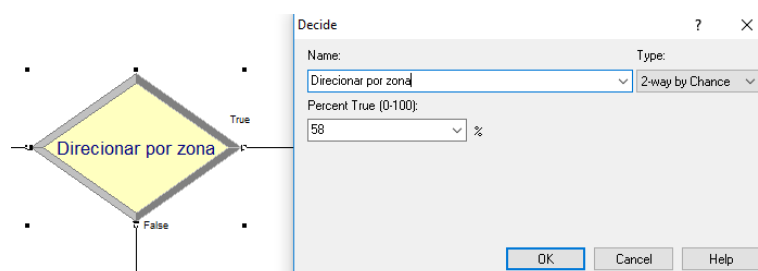 Direcionar por zona
True
False
Decide
? X
Name:
Type:
Direcionar por zona
2-way by Chance
Percent True (0-100):
58
%
OK
Cancel
Help